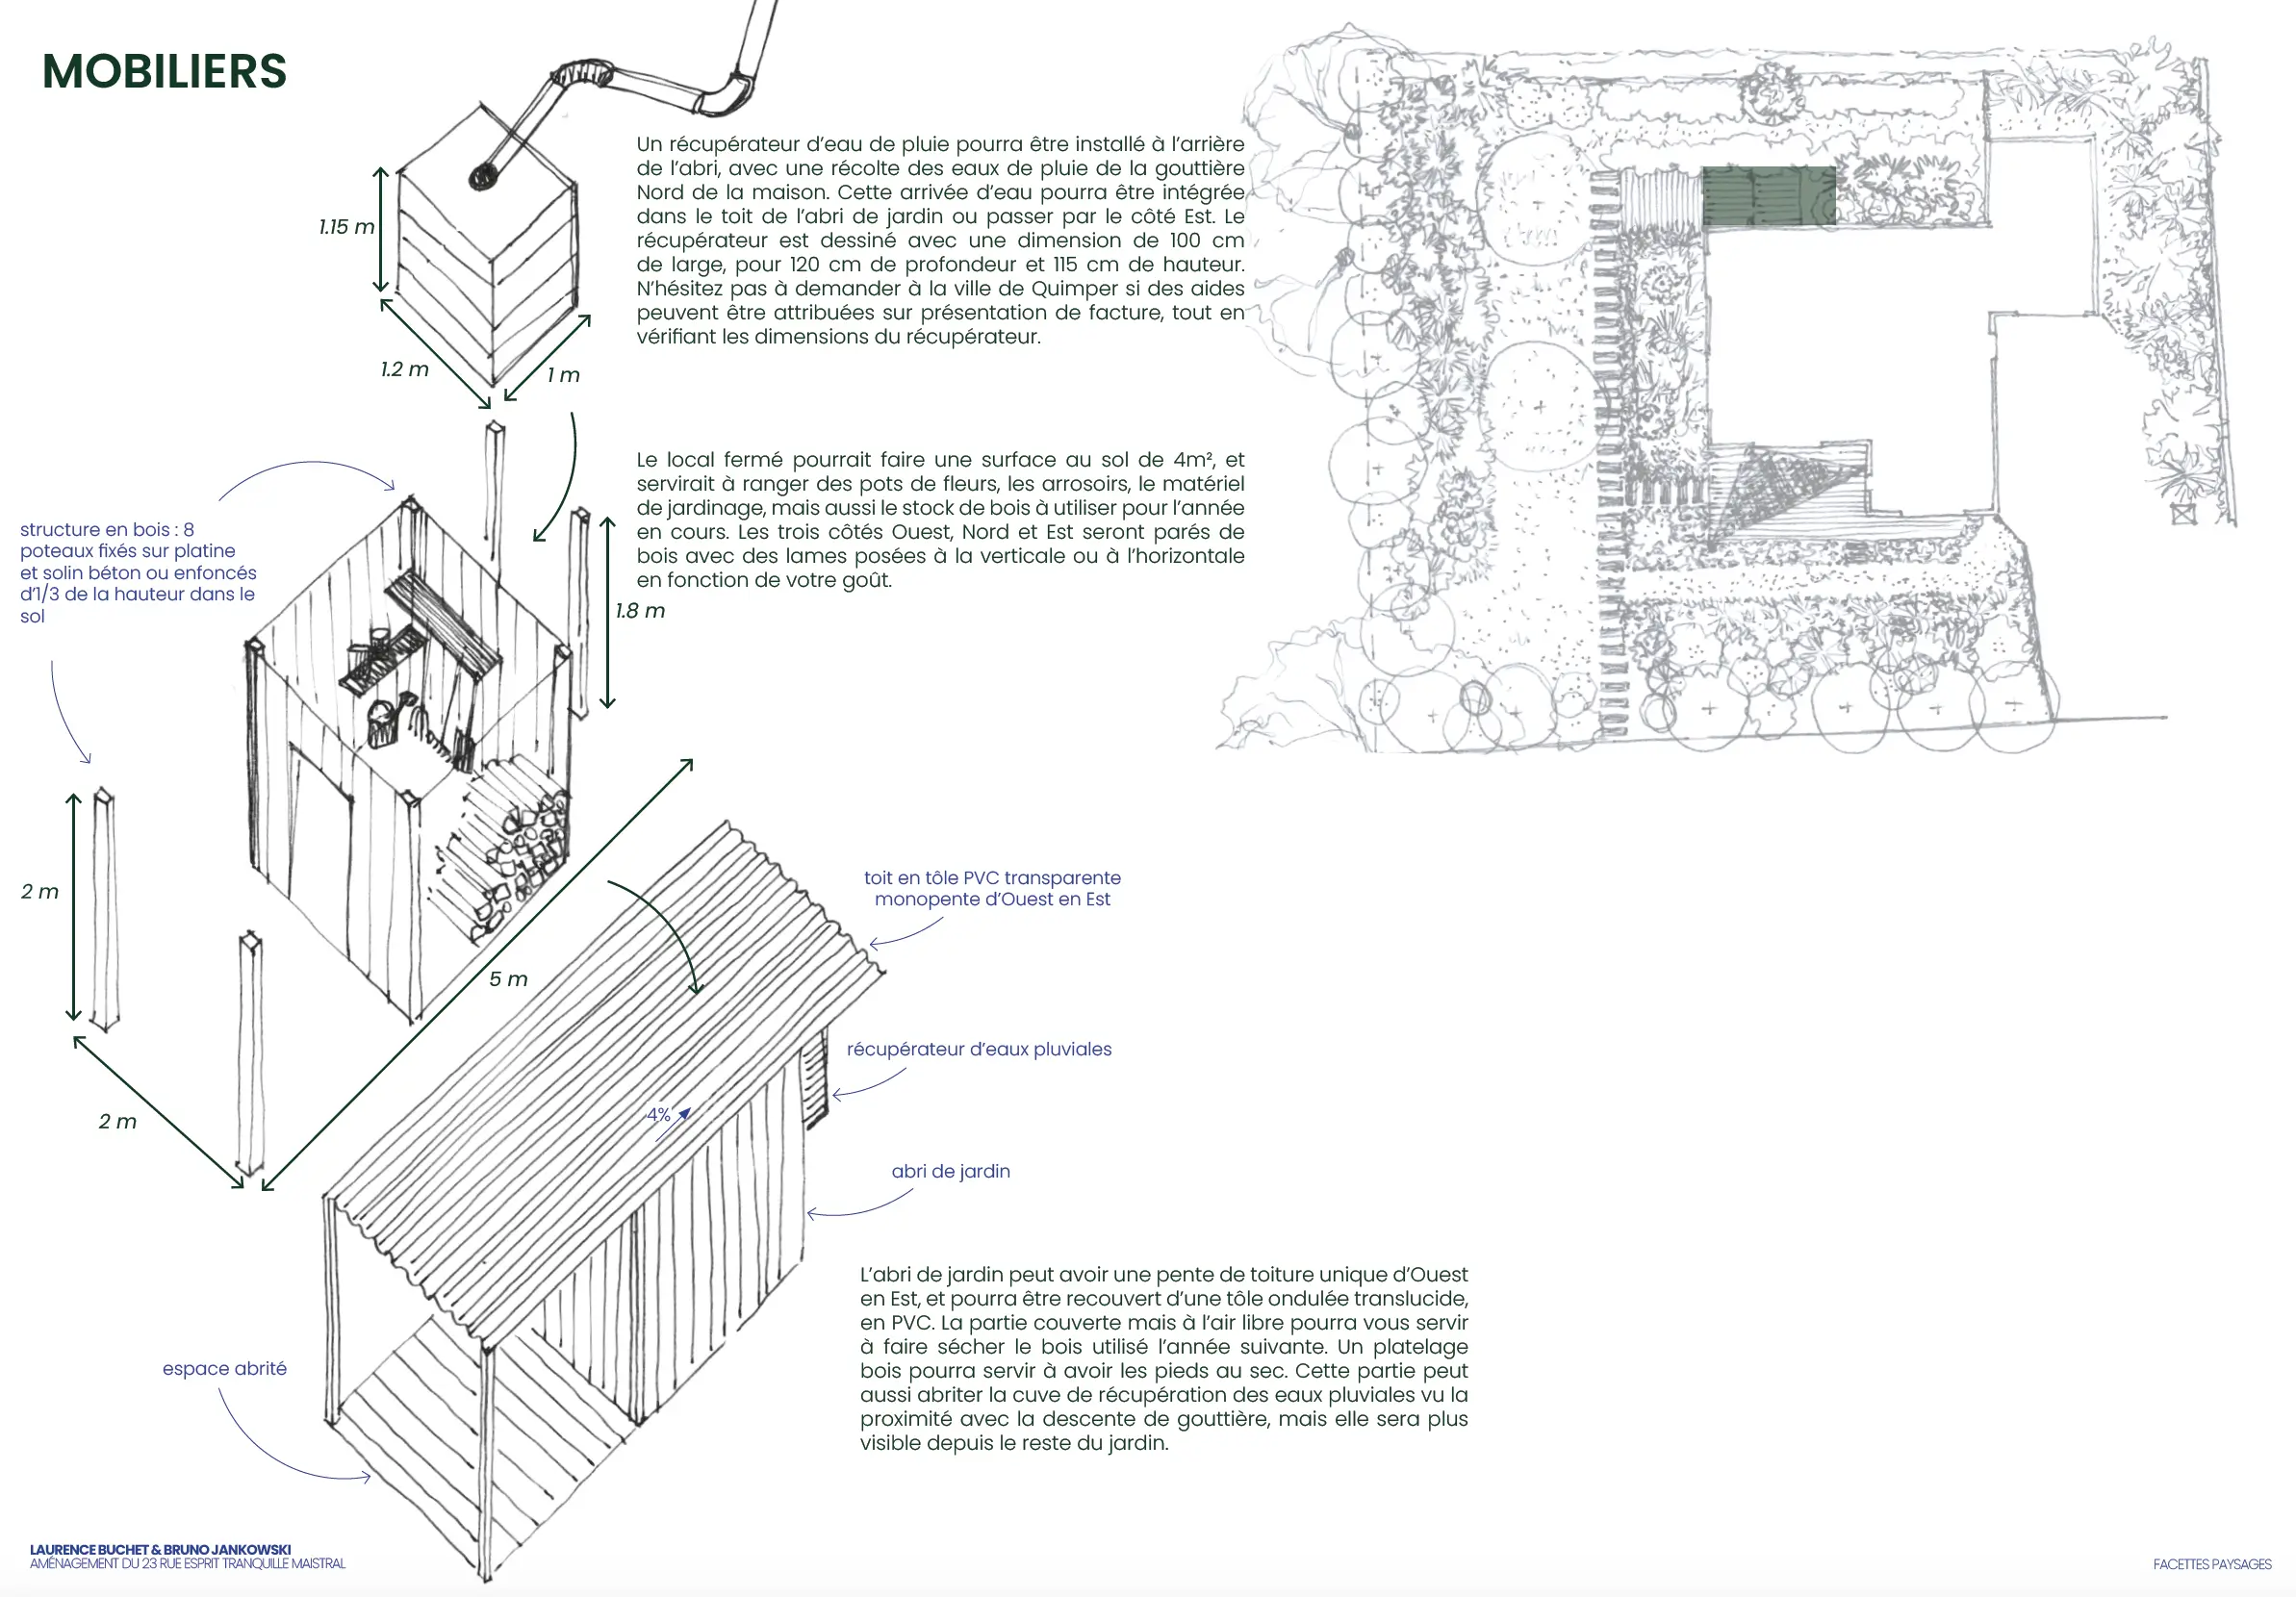 MOBILIERS
1.15 m
1.2 m
1 m
Un récupérateur d’eau de pluie pourra être installé à l’arrière
de l’abri, avec une récolte des eaux de pluie de la gouttière
Nord de la maison. Cette arrivée d’eau pourra être intégrée
dans le toit de l’abri de jardin ou passer par le côté Est. Le
récupérateur est dessiné avec une dimension de 100 cm
de large, pour 120 cm de profondeur et 115 cm de hauteur.
N’hésitez pas à demander à la ville de Quimper si des aides
peuvent être attribuées sur présentation de facture, tout en
vérifiant les dimensions du récupérateur.
Le local fermé pourrait faire une surface au sol de 4m², et
servirait à ranger des pots de fleurs, les arrosoirs, le matériel
de jardinage, mais aussi le stock de bois à utiliser pour l’année
en cours. Les trois côtés Ouest, Nord et Est seront parés de
bois avec des lames posées à la verticale ou à l’horizontale
en fonction de votre goût.
structure en bois : 8
poteaux fixés sur platine
et solin béton ou enfoncés
d’1/3 de la hauteur dans le
sol
1.8 m
2 m
2 m
5 m
toit en tôle PVC transparente
monopente d’Ouest en Est
récupérateur d’eaux pluviales
4%
abri de jardin
espace abrité
L’abri de jardin peut avoir une pente de toiture unique d’Ouest
en Est, et pourra être recouvert d’une tôle ondulée translucide,
en PVC. La partie couverte mais à l’air libre pourra vous servir
à faire sécher le bois utilisé l’année suivante. Un platelage
bois pourra servir à avoir les pieds au sec. Cette partie peut
aussi abriter la cuve de récupération des eaux pluviales vu la
proximité avec la descente de gouttière, mais elle sera plus
visible depuis le reste du jardin.
LAURENCE BUCHET & BRUNO JANKOWSKI
AMÉNAGEMENT DU 23 RUE ESPRIT TRANQUILLE MAISTRAL
FACETTES PAYSAGES